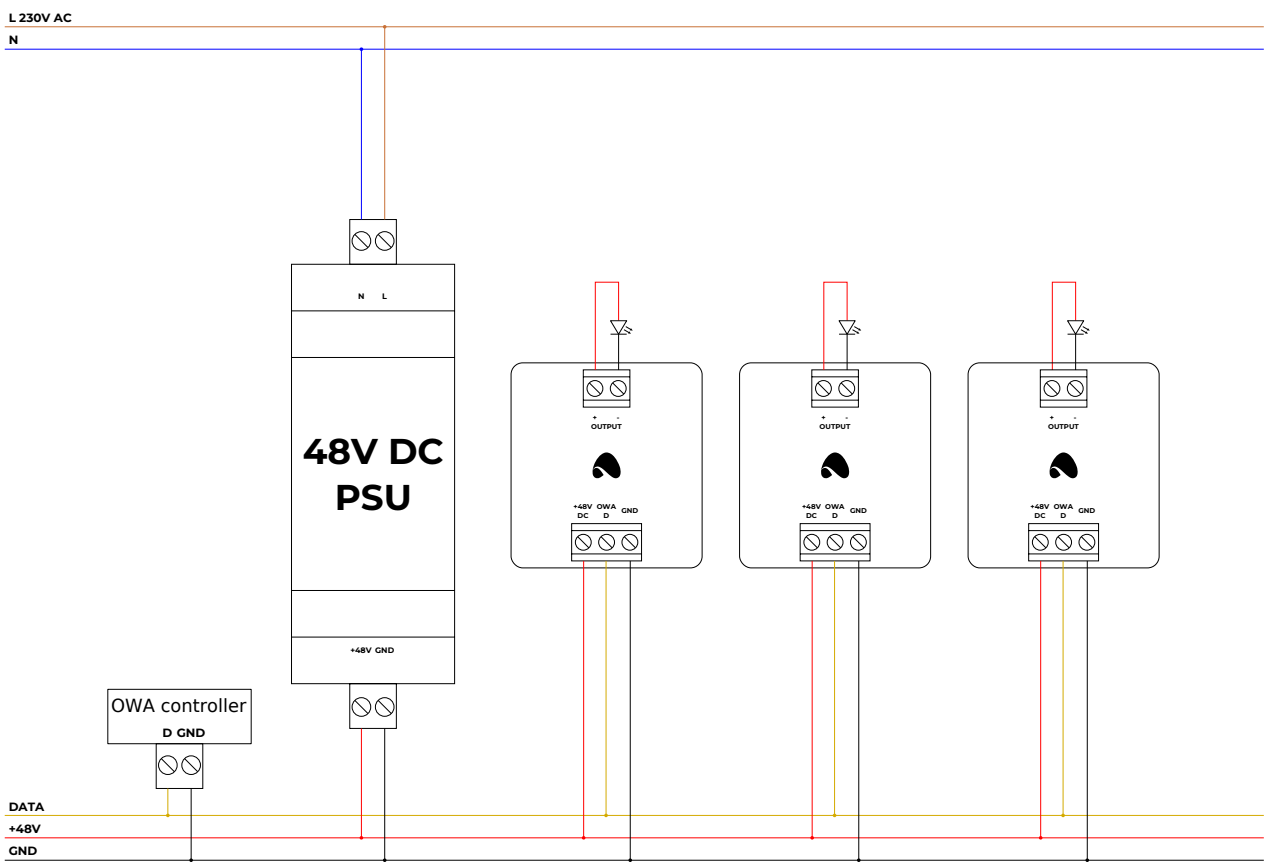 L 230V AC
N
N L
48V DC
PSU
+48V GND
OWA controller
D GND
+ -
OUTPUT
+48V DC OWA D GND
+ -
OUTPUT
+48V DC OWA D GND
+ -
OUTPUT
+48V DC OWA D GND
DATA
+48V
GND